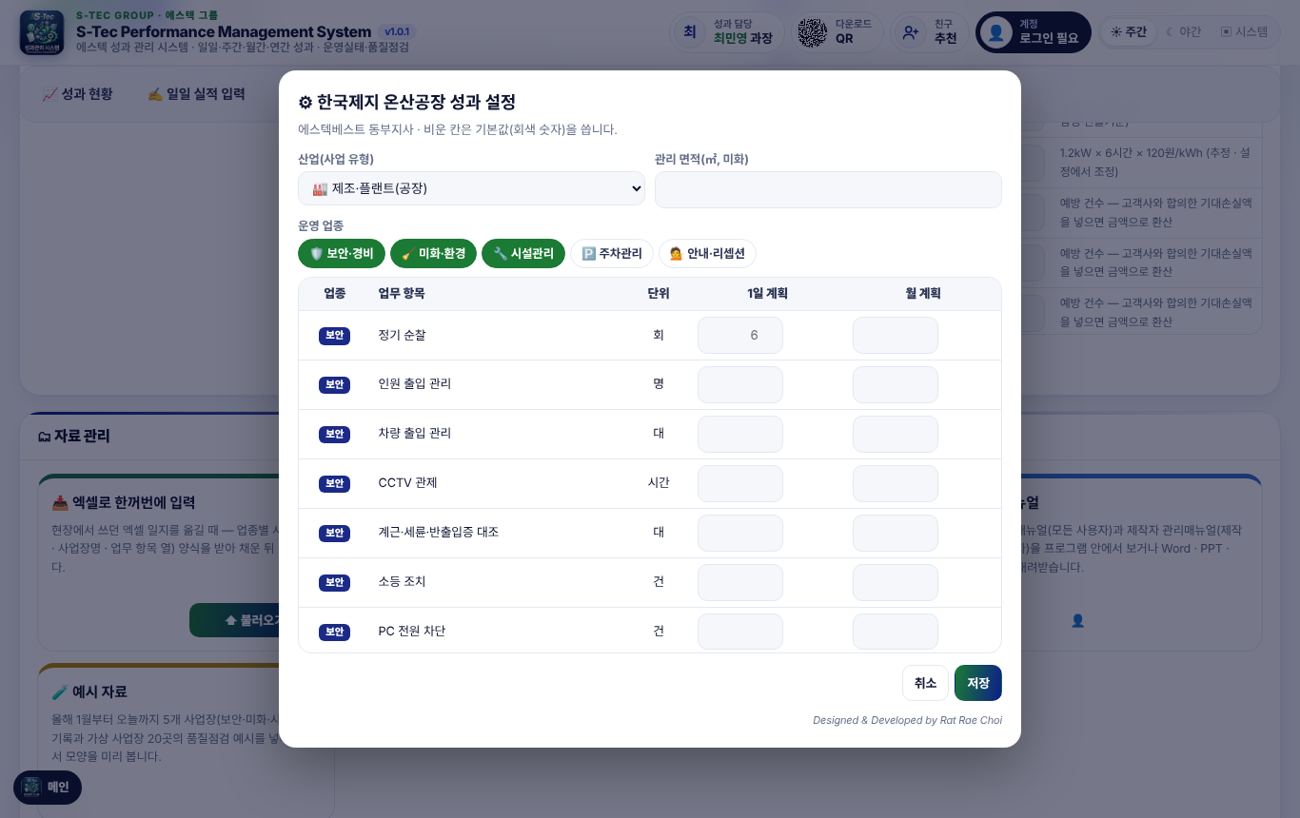 S-TEC GROUP · 에스텍 그룹
S-Tec Performance Management System v1.0.1
에스텍 성과 관리 시스템 · 일일·주간·월간·연간 성과 · 운영실태·품질점검
최 성과 담당 최민영 과장
다운로드 QR
친구 추천
계정 로그인 필요
주간 야간 시스템
성과 현황 일일 실적 입력
⚙ 한국제지 온산공장 성과 설정
에스텍베스트 동부지사 · 비운 칸은 기본값(회색 숫자)을 씁니다.
산업(사업 유형) 관리 면적(㎡, 미화)
제조·플랜트(공장)
운영 업종
보안·경비 미화·환경 시설관리 주차관리 안내·리셉션
업종 업무 항목 단위 1일 계획 월 계획
보안 정기 순찰 회 6
보안 인원 출입 관리 명
보안 차량 출입 관리 대
보안 CCTV 관제 시간
보안 계근·세륜·반출입증 대조 대
보안 소등 조치 건
보안 PC 전원 차단 건
취소 저장
Designed & Developed by Rat Rae Choi
1.2kW × 6시간 × 120원/kWh (추정 · 설
정에서 조정)
예방 건수 — 고객사와 합의한 기대손실액
을 넣으면 금액으로 환산
예방 건수 — 고객사와 합의한 기대손실액
을 넣으면 금액으로 환산
예방 건수 — 고객사와 합의한 기대손실액
을 넣으면 금액으로 환산
자료 관리
엑셀로 한꺼번에 입력
현장에서 쓰던 엑셀 일지를 옮길 때 — 업종별
· 사업장명 · 업무 항목 열) 양식을 받아 채운 뒤
다.
불러오기
뉴얼
매뉴얼(모든 사용자)과 제작자 관리매뉴얼(제작
을 프로그램 안에서 보거나 Word · PPT ·
내려받습니다.
예시 자료
올해 1월부터 오늘까지 5개 사업장(보안·미화·
기록과 가상 사업장 20곳의 품질점검 예시를
서 모양을 미리 봅니다.
메인